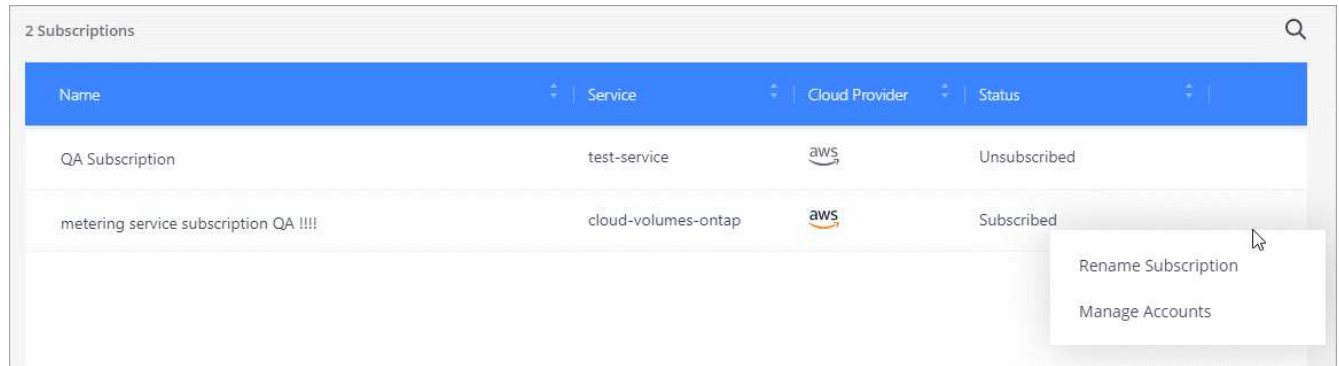 2 Subscriptions
Name Service Cloud Provider Status
QA Subscription test-service aws Unsubscribed
metering service subscription QA !!!! cloud-volumes-ontap aws Subscribed
Rename Subscription
Manage Accounts